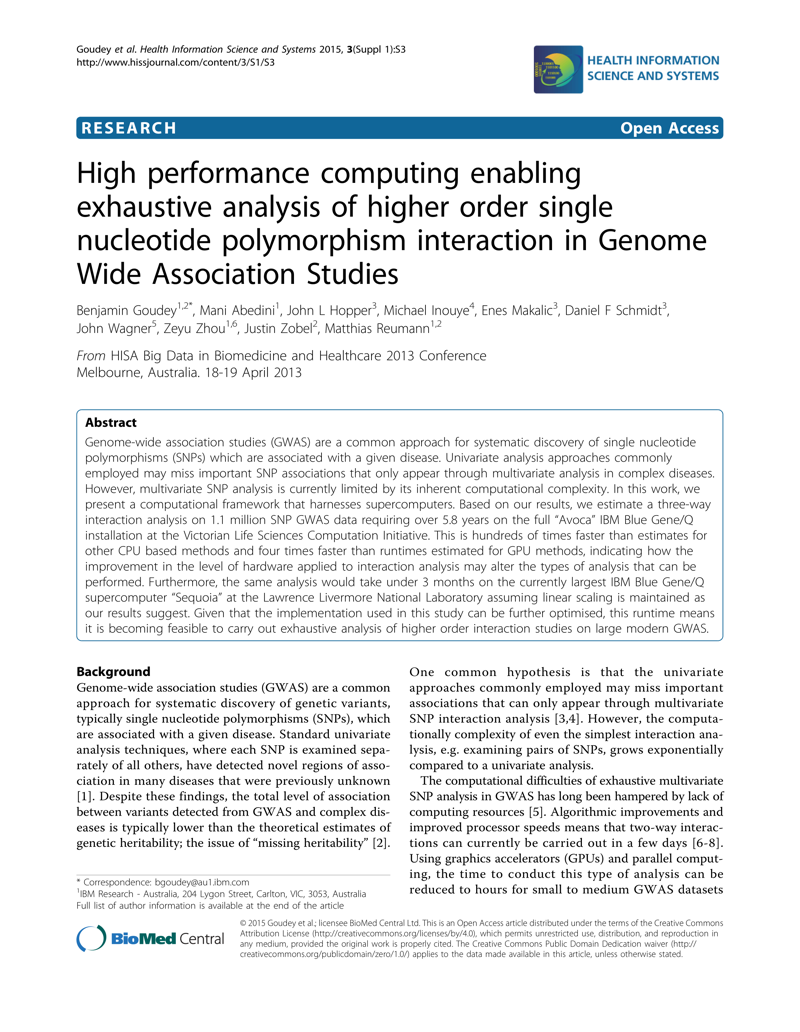 Goudey et al. Health Information Science and Systems 2015, 3(Suppl 1):S3
http://www.hissjournal.com/content/3/S1/S3
HEALTH INFORMATION
SCIENCE AND SYSTEMS
RESEARCH
Open Access
High performance computing enabling
exhaustive analysis of higher order single
nucleotide polymorphism interaction in Genome
Wide Association Studies
Benjamin Goudey1,2*, Mani Abedini1, John L Hopper3, Michael Inouye4, Enes Makalic3, Daniel F Schmidt3,
John Wagner5, Zeyu Zhou1,6, Justin Zobel2, Matthias Reumann1,2
From HISA Big Data in Biomedicine and Healthcare 2013 Conference
Melbourne, Australia. 18-19 April 2013
Abstract
Genome-wide association studies (GWAS) are a common approach for systematic discovery of single nucleotide
polymorphisms (SNPs) which are associated with a given disease. Univariate analysis approaches commonly
employed may miss important SNP associations that only appear through multivariate analysis in complex diseases.
However, multivariate SNP analysis is currently limited by its inherent computational complexity. In this work, we
present a computational framework that harnesses supercomputers. Based on our results, we estimate a three-way
interaction analysis on 1.1 million SNP GWAS data requiring over 5.8 years on the full “Avoca” IBM Blue Gene/Q
installation at the Victorian Life Sciences Computation Initiative. This is hundreds of times faster than estimates for
other CPU based methods and four times faster than runtimes estimated for GPU methods, indicating how the
improvement in the level of hardware applied to interaction analysis may alter the types of analysis that can be
performed. Furthermore, the same analysis would take under 3 months on the currently largest IBM Blue Gene/Q
supercomputer “Sequoia” at the Lawrence Livermore National Laboratory assuming linear scaling is maintained as
our results suggest. Given that the implementation used in this study can be further optimised, this runtime means
it is becoming feasible to carry out exhaustive analysis of higher order interaction studies on large modern GWAS.
Background
Genome-wide association studies (GWAS) are a common
approach for systematic discovery of genetic variants,
typically single nucleotide polymorphisms (SNPs), which
are associated with a given disease. Standard univariate
analysis techniques, where each SNP is examined sepa-
rately of all others, have detected novel regions of asso-
ciation in many diseases that were previously unknown
[1]. Despite these findings, the total level of association
between variants detected from GWAS and complex dis-
eases is typically lower than the theoretical estimates of
genetic heritability; the issue of “missing heritability” [2].
One common hypothesis is that the univariate
approaches commonly employed may miss important
associations that can only appear through multivariate
SNP interaction analysis [3,4]. However, the computa-
tionally complexity of even the simplest interaction ana-
lysis, e.g. examining pairs of SNPs, grows exponentially
compared to a univariate analysis.
The computational difficulties of exhaustive multivariate
SNP analysis in GWAS has long been hampered by lack of
computing resources [5]. Algorithmic improvements and
improved processor speeds means that two-way interac-
tions can currently be carried out in a few days [6-8].
Using graphics accelerators (GPUs) and parallel comput-
ing, the time to conduct this type of analysis can be
reduced to hours for small to medium GWAS datasets
* Correspondence: bgoudey@au1.ibm.com
1IBM Research - Australia, 204 Lygon Street, Carlton, VIC, 3053, Australia
Full list of author information is available at the end of the article
BioMed Central
© 2015 Goudey et al.; licensee BioMed Central Ltd. This is an Open Access article distributed under the terms of the Creative Commons
Attribution License (http://creativecommons.org/licenses/by/4.0), which permits unrestricted use, distribution, and reproduction in
any medium, provided the original work is properly cited. The Creative Commons Public Domain Dedication waiver (http://
creativecommons.org/publicdomain/zero/1.0/) applies to the data made available in this article, unless otherwise stated.